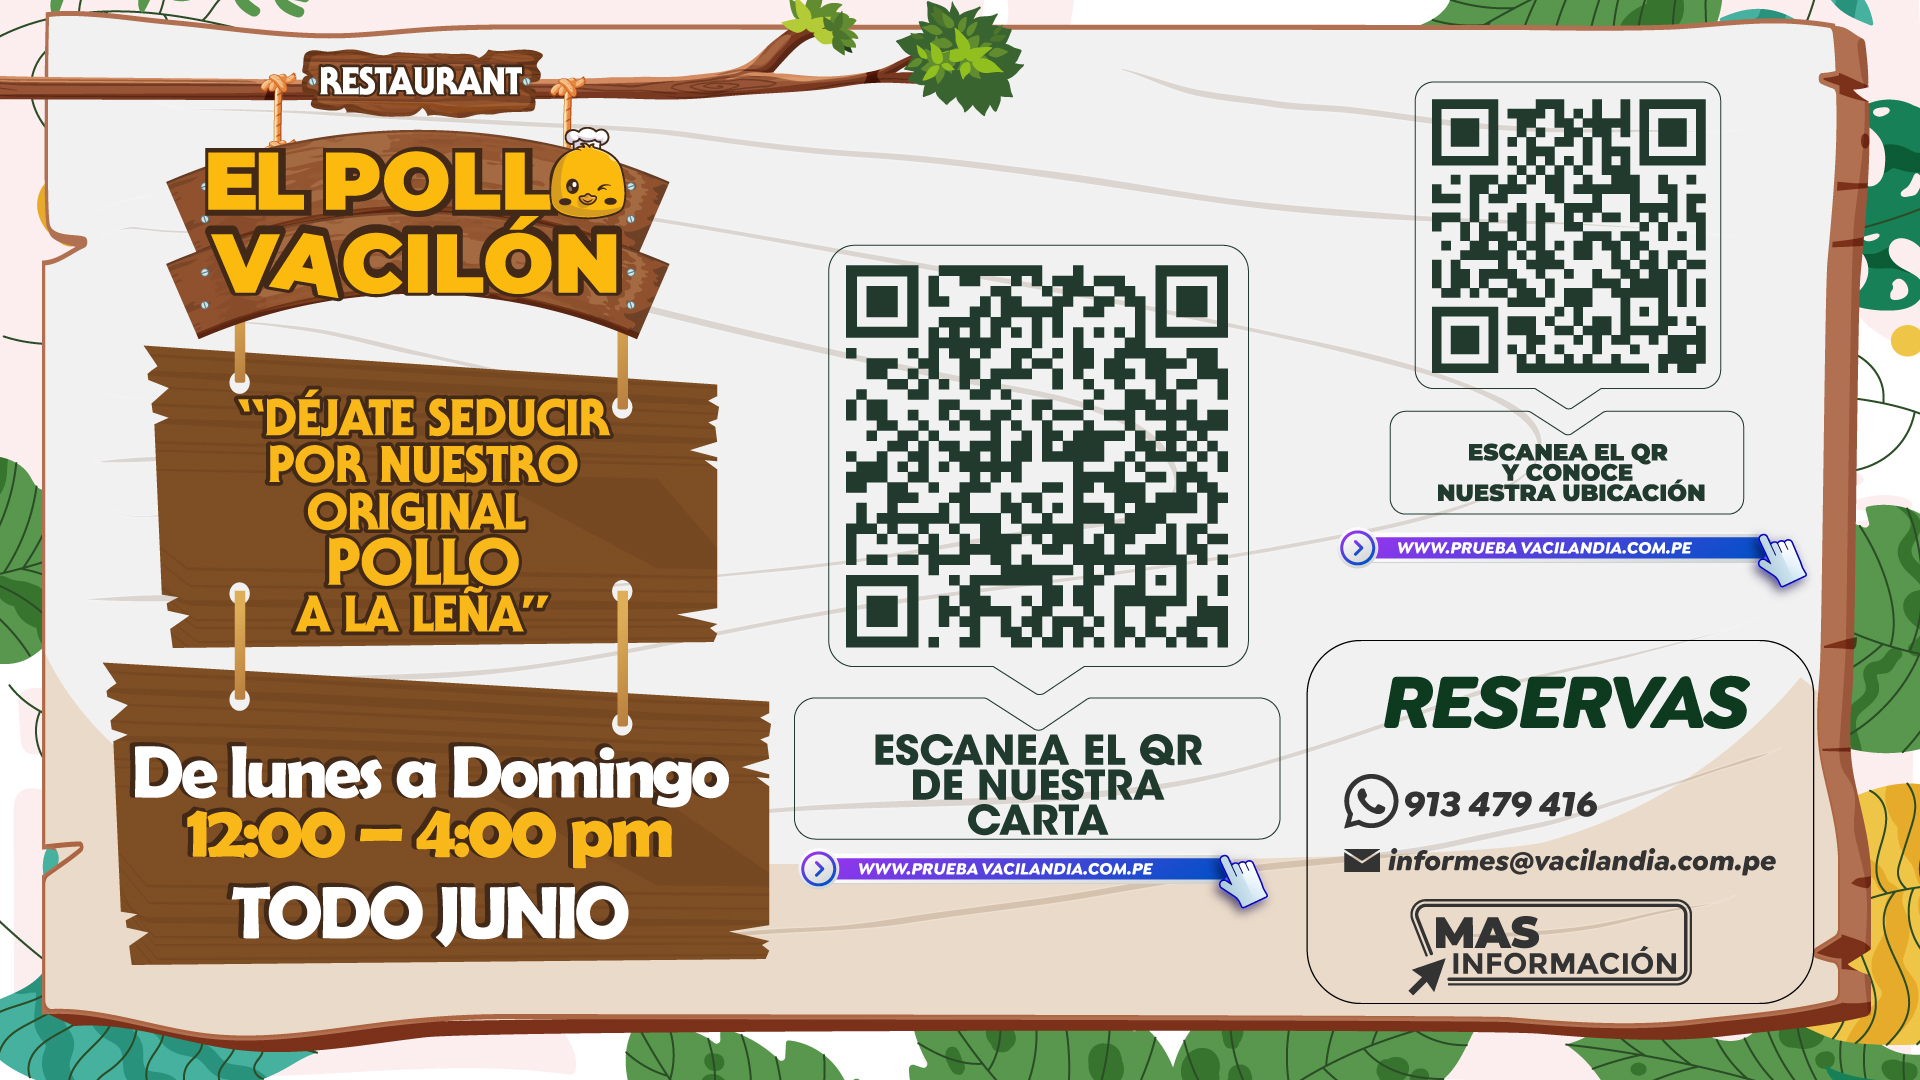 RESTAURANT
EL POLLO
VACILÓN
"DÉJATE SEDUCIR
POR NUESTRO
ORIGINAL
POLLO
A LA LEÑA"
De lunes a Domingo
12:00 – 4:00 pm
TODO JUNIO
ESCANEA EL QR
DE NUESTRA
CARTA
WWW.PRUEBA VACILANDIA.COM.PE
ESCANEA EL QR
Y CONOCE
NUESTRA UBICACIÓN
WWW.PRUEBA VACILANDIA.COM.PE
RESERVAS
913 479 416
informes@vacilandia.com.pe
MAS
INFORMACIÓN